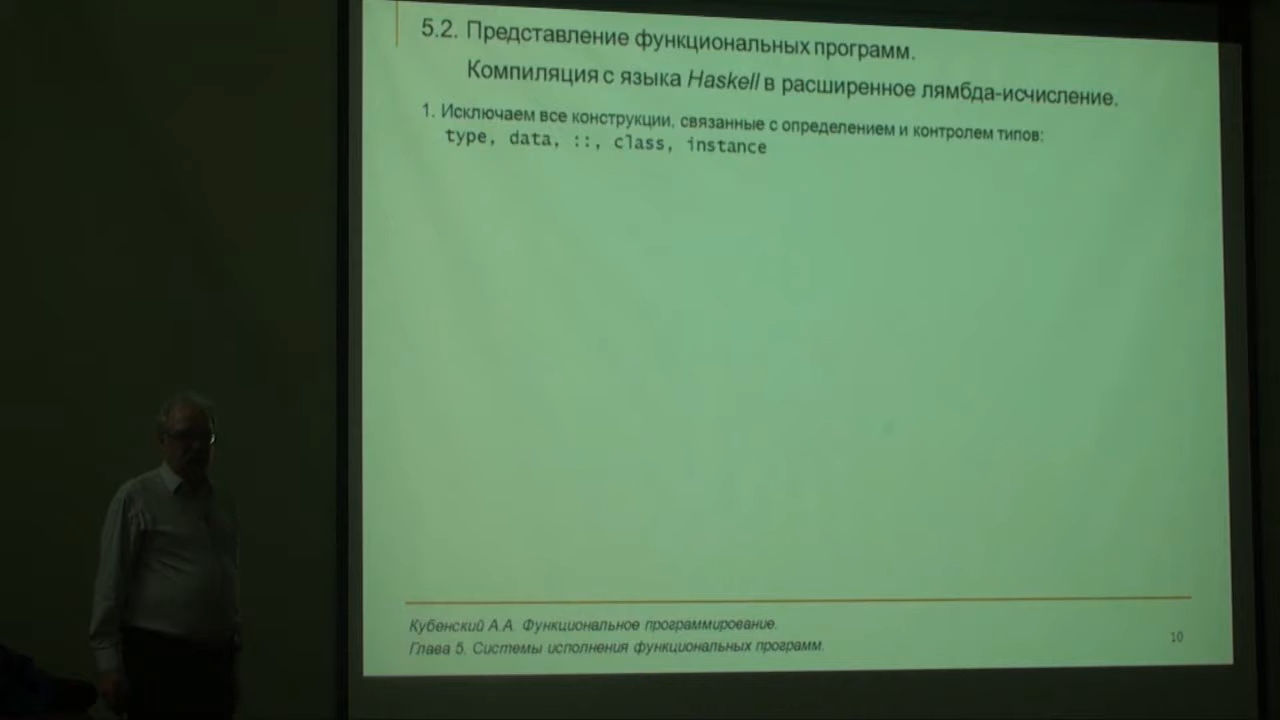 5.2. Представление функциональных программ.
Компиляция с языка Haskell в расширенное лямбда-исчисление.
1. Исключаем все конструкции, связанные с определением и контролем типов:
type, data, ::, class, instance
Кубенский А.А. Функциональное программирование.
Глава 5. Системы исполнения функциональных программ.
10